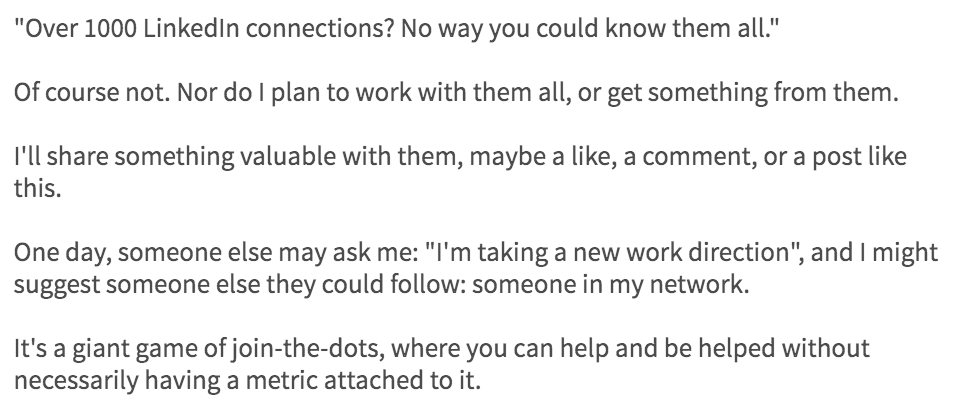 "Over 1000 LinkedIn connections? No way you could know them all."
Of course not. Nor do I plan to work with them all, or get something from them.
I'll share something valuable with them, maybe a like, a comment, or a post like
this.
One day, someone else may ask me: "I'm taking a new work direction", and I might
suggest someone else they could follow: someone in my network.
It's a giant game of join-the-dots, where you can help and be helped without
necessarily having a metric attached to it.